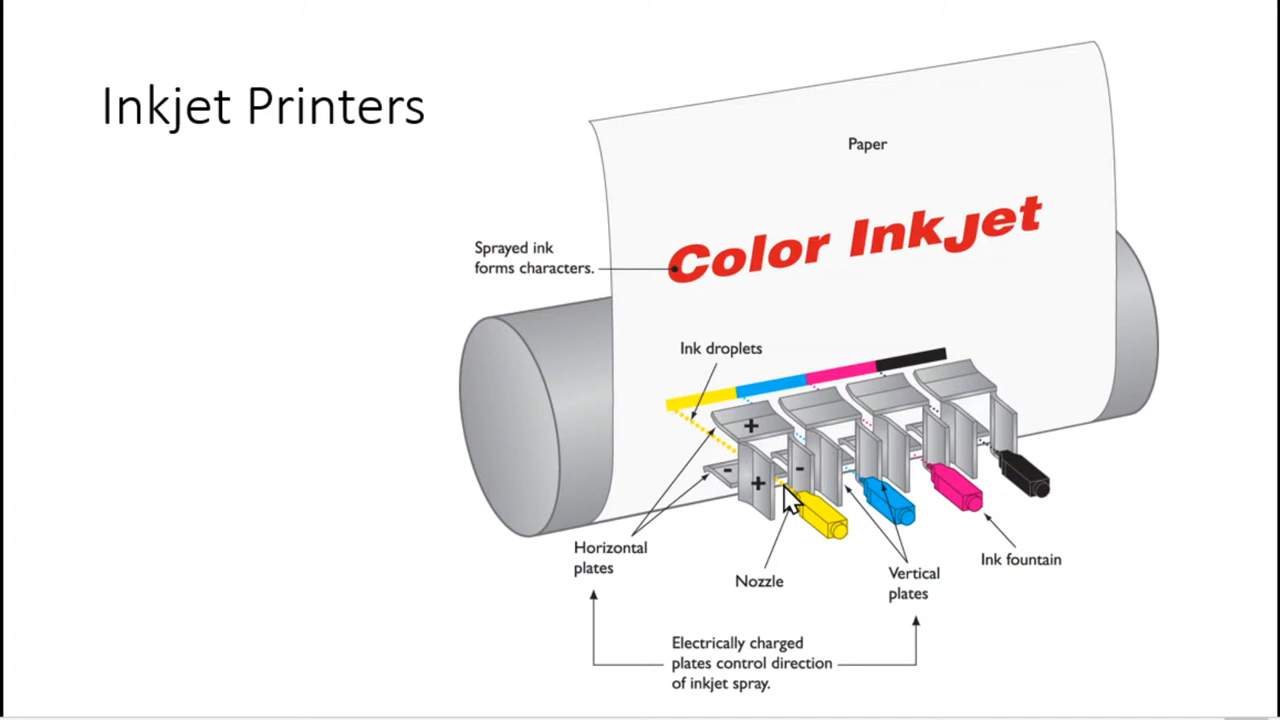 Inkjet Printers
Paper
Color Inkjet
Sprayed ink
forms characters.
Ink droplets
+
-
+
-
Horizontal
plates
Nozzle
Vertical
plates
Ink fountain
Electrically charged
plates control direction
of inkjet spray.